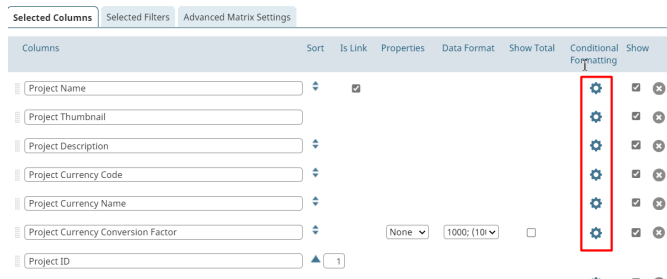 Selected Columns Selected Filters Advanced Matrix Settings
Columns Sort Is Link Properties Data Format Show Total Conditional Formatting Show
Project Name
Project Thumbnail
Project Description
Project Currency Code
Project Currency Name
Project Currency Conversion Factor None 1000; (10
Project ID 1